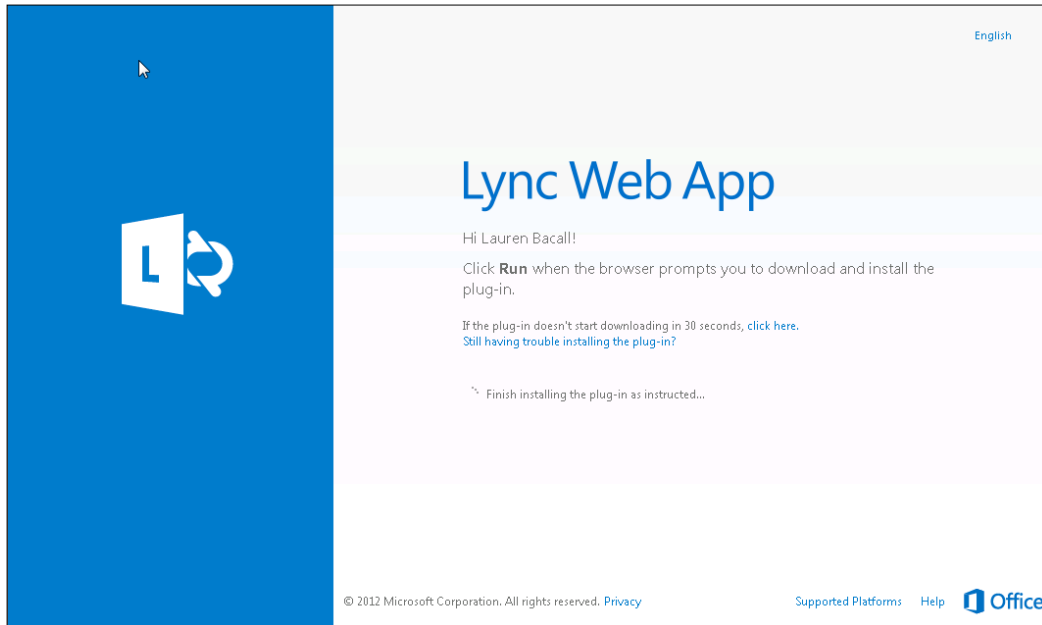 English
Lync Web App
Hi Lauren Bacall!
Click Run when the browser prompts you to download and install the
plug-in.
If the plug-in doesn't start downloading in 30 seconds, click here.
Still having trouble installing the plug-in?
Finish installing the plug-in as instructed...
L
© 2012 Microsoft Corporation. All rights reserved. Privacy
Supported Platforms Help Office